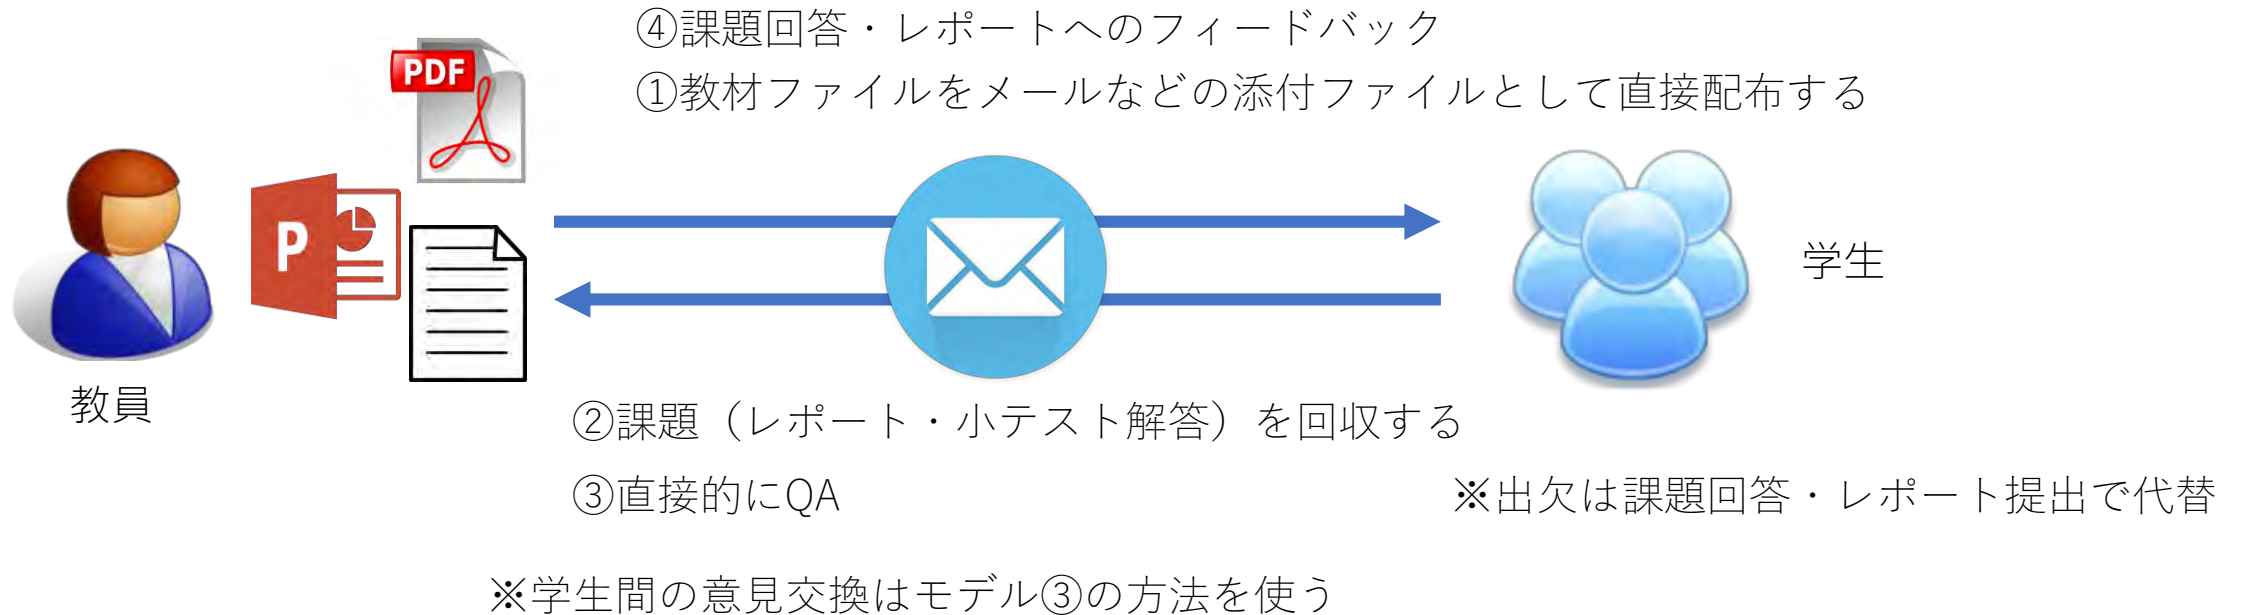 ④課題回答・レポートへのフィードバック
①教材ファイルをメールなどの添付ファイルとして直接配布する
PDF
P
学生
教員
②課題（レポート・小テスト解答）を回収する
③直接的にQA
※出欠は課題回答・レポート提出で代替
※学生間の意見交換はモデル③の方法を使う